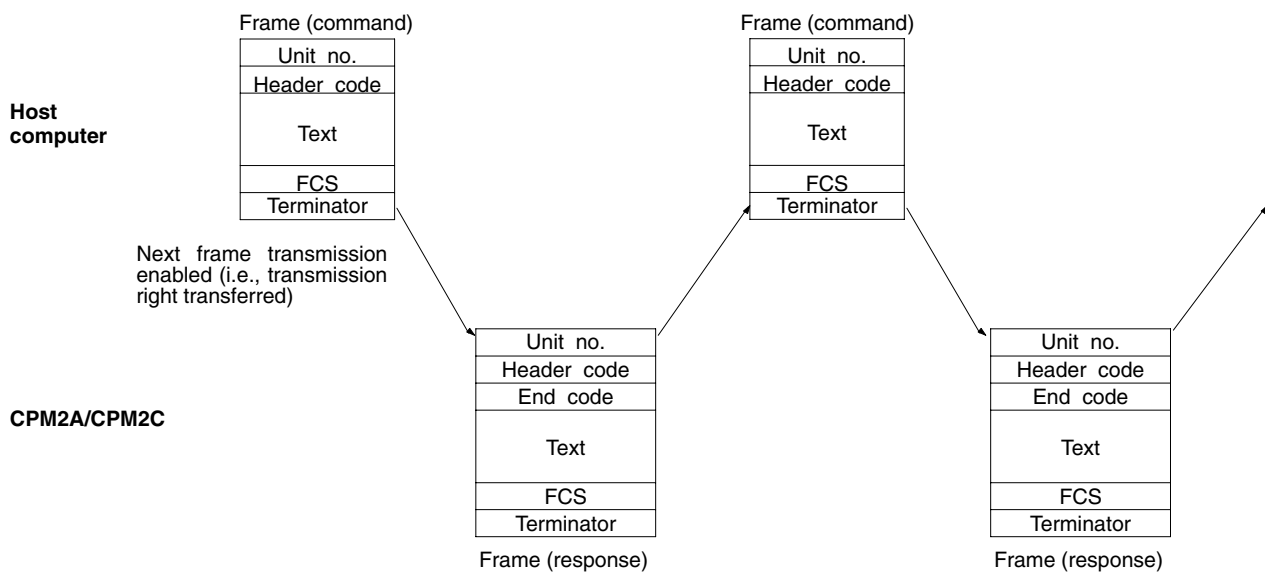 Frame (command)
Unit no.
Header code
Text
FCS
Terminator
Frame (command)
Unit no.
Header code
Text
FCS
Terminator
Host
computer
Next frame transmission
enabled (i.e., transmission
right transferred)
CPM2A/CPM2C
Unit no.
Header code
End code
Text
FCS
Terminator
Frame (response)
Unit no.
Header code
End code
Text
FCS
Terminator
Frame (response)